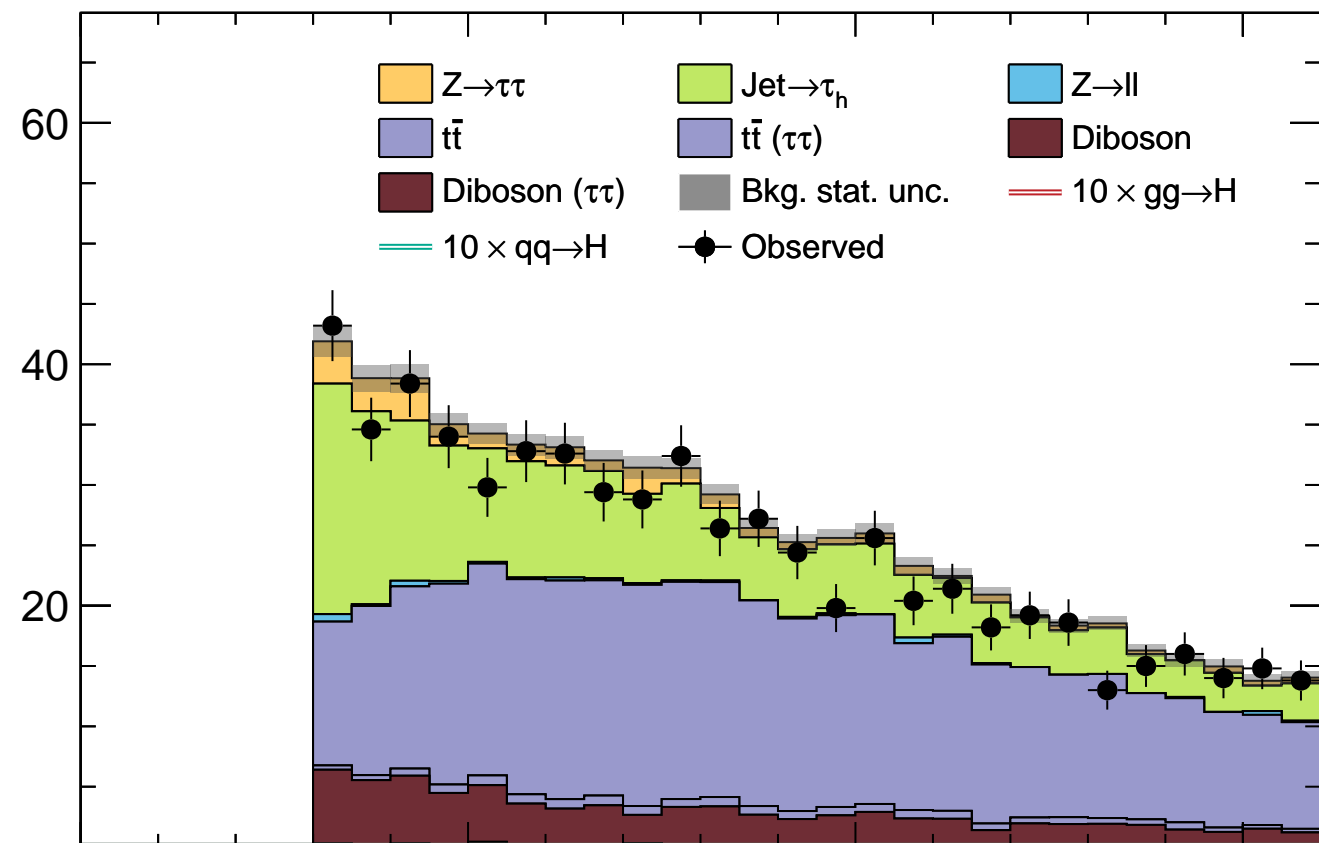 Z→ττ Jet→τₕ Z→ll
tt̄ tt̄ (ττ) Diboson
Diboson (ττ) Bkg. stat. unc. 10 × gg→H
10 × qq→H Observed
60
40
20